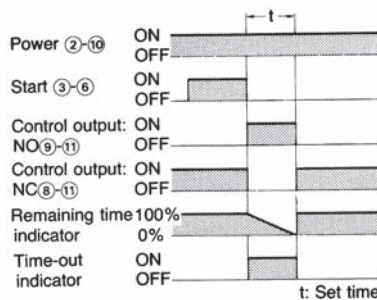 t
Power ②-⑩ ON
OFF
Start ③-⑥ ON
OFF
Control output: ON
NO⑨-⑪ OFF
Control output: ON
NC⑧-⑪ OFF
Remaining time 100%
indicator 0%
Time-out ON
indicator OFF
t: Set time